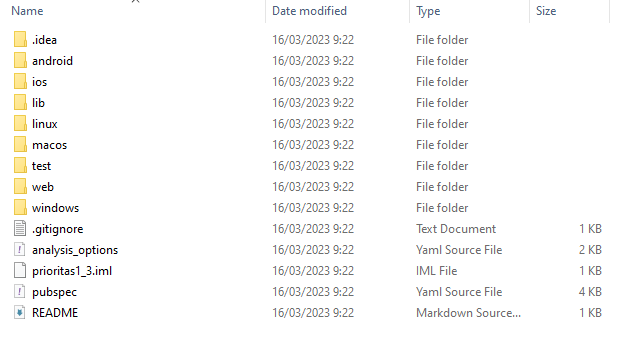 Name Date modified Type Size
.idea 16/03/2023 9:22 File folder
android 16/03/2023 9:22 File folder
ios 16/03/2023 9:22 File folder
lib 16/03/2023 9:22 File folder
linux 16/03/2023 9:22 File folder
macos 16/03/2023 9:22 File folder
test 16/03/2023 9:22 File folder
web 16/03/2023 9:22 File folder
windows 16/03/2023 9:22 File folder
.gitignore 16/03/2023 9:22 Text Document 1 KB
analysis_options 16/03/2023 9:22 Yaml Source File 2 KB
prioritas1_3.iml 16/03/2023 9:22 IML File 1 KB
pubspec 16/03/2023 9:22 Yaml Source File 4 KB
README 16/03/2023 9:22 Markdown Source... 1 KB